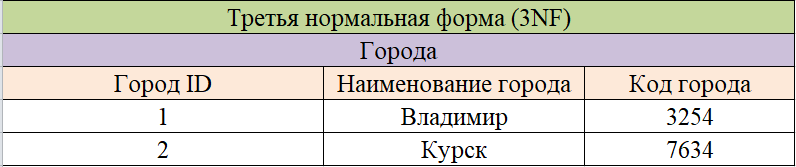 Третья нормальная форма (3NF)
Города
Город ID Наименование города Код города
1 Владимир 3254
2 Курск 7634